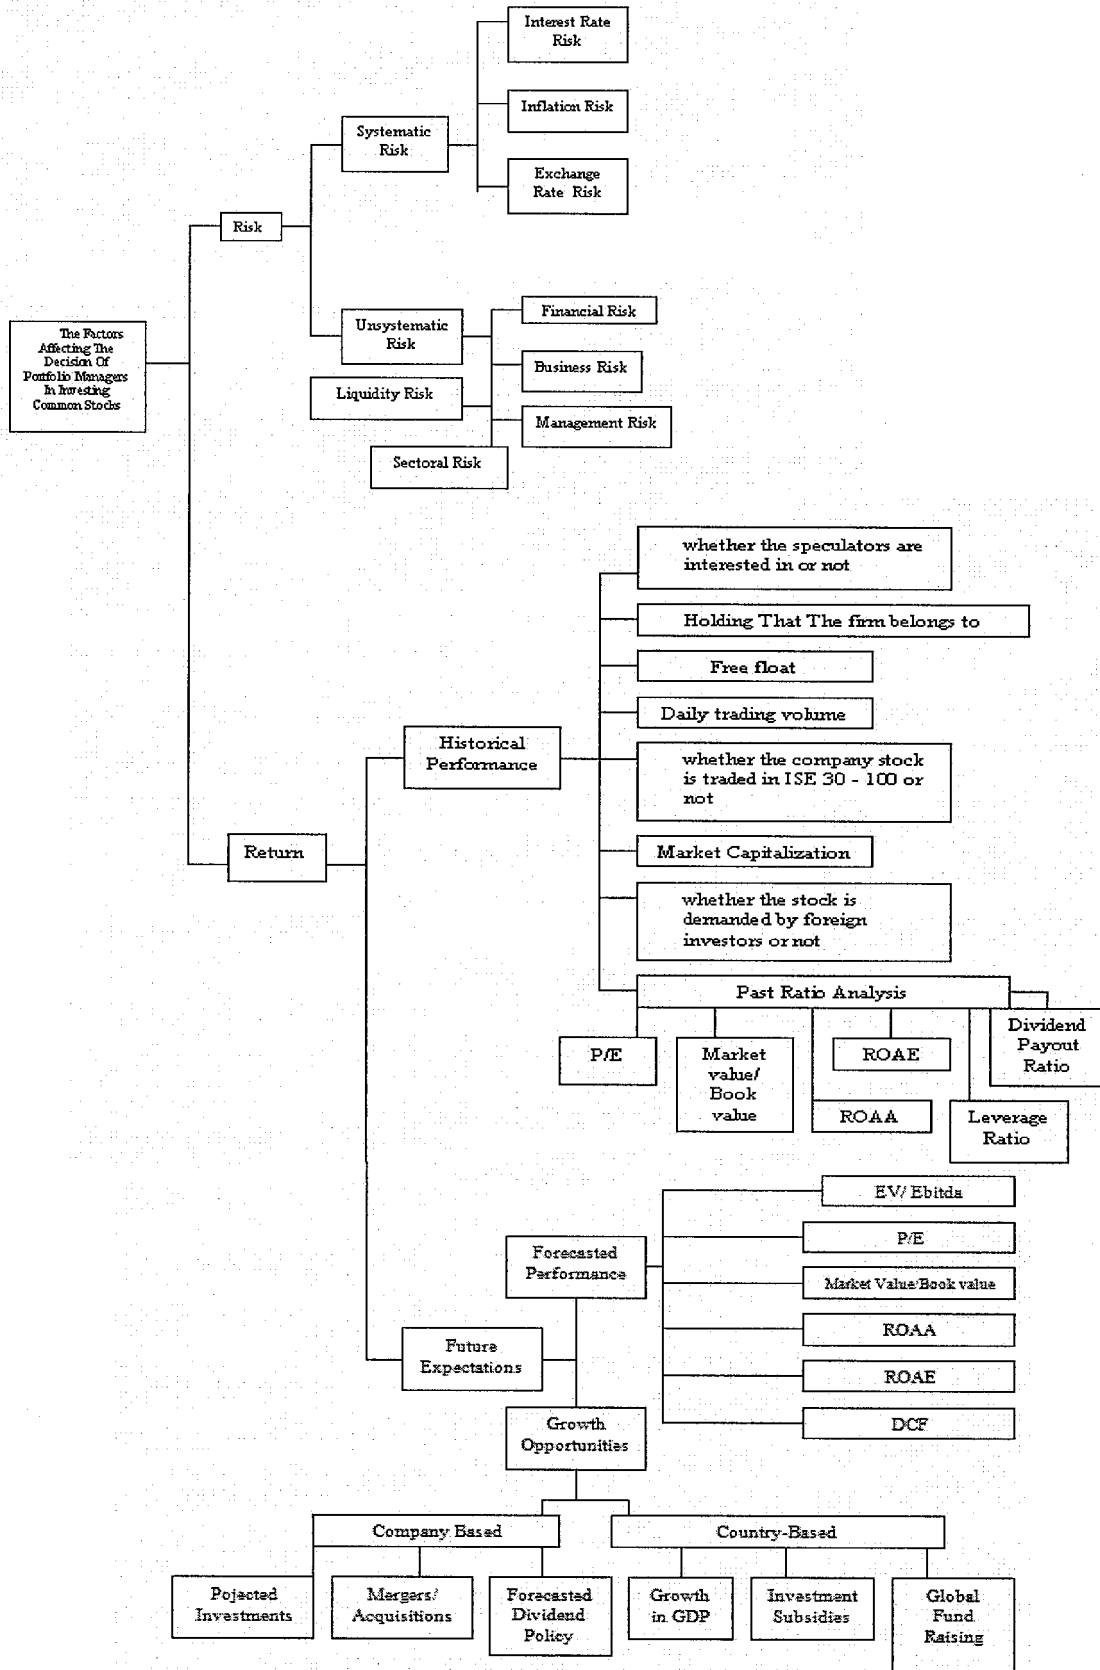 Interest Rate
Risk
Inflation Risk
Systematic
Risk
Exchange
Rate Risk
Risk
The Factors
Affecting The
Decision Of
Portfolio Managers
In Investing
Common Stocks
Unsystematic
Risk
Financial Risk
Business Risk
Liquidity Risk
Management Risk
Sectoral Risk
whether the speculators are
interested in or not
Holding That The firm belongs to
Free float
Daily trading volume
Historical
Performance
whether the company stock
is traded in ISE 30 - 100 or
not
Return
Market Capitalization
whether the stock is
demanded by foreign
investors or not
Past Ratio Analysis
P/E
Market
value/
Book
value
ROAE
ROAA
Dividend
Payout
Ratio
Leverage
Ratio
EV/ Ebitda
Forecasted
Performance
P/E
Market Value/Book value
ROAA
Future
Expectations
ROAE
DCF
Growth
Opportunities
Company Based
Country-Based
Pojected
Investments
Mergers/
Acquisitions
Forecasted
Dividend
Policy
Growth
in GDP
Investment
Subsidies
Global
Fund
Raising